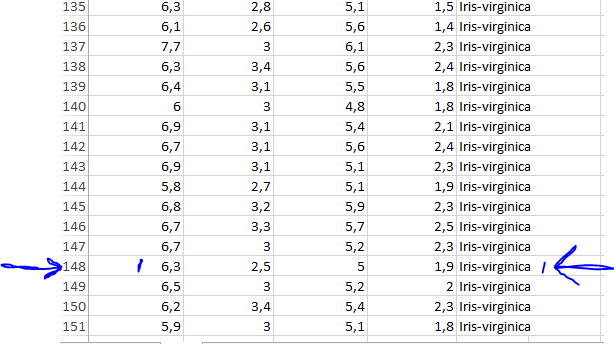 135 6,3 2,8 5,1 1,5 Iris-virginica
136 6,1 2,6 5,6 1,4 Iris-virginica
137 7,7 3 6,1 2,3 Iris-virginica
138 6,3 3,4 5,6 2,4 Iris-virginica
139 6,4 3,1 5,5 1,8 Iris-virginica
140 6 3 4,8 1,8 Iris-virginica
141 6,9 3,1 5,4 2,1 Iris-virginica
142 6,7 3,1 5,6 2,4 Iris-virginica
143 6,9 3,1 5,1 2,3 Iris-virginica
144 5,8 2,7 5,1 1,9 Iris-virginica
145 6,8 3,2 5,9 2,3 Iris-virginica
146 6,7 3,3 5,7 2,5 Iris-virginica
147 6,7 3 5,2 2,3 Iris-virginica
148 6,3 2,5 5 1,9 Iris-virginica
149 6,5 3 5,2 2 Iris-virginica
150 6,2 3,4 5,4 2,3 Iris-virginica
151 5,9 3 5,1 1,8 Iris-virginica